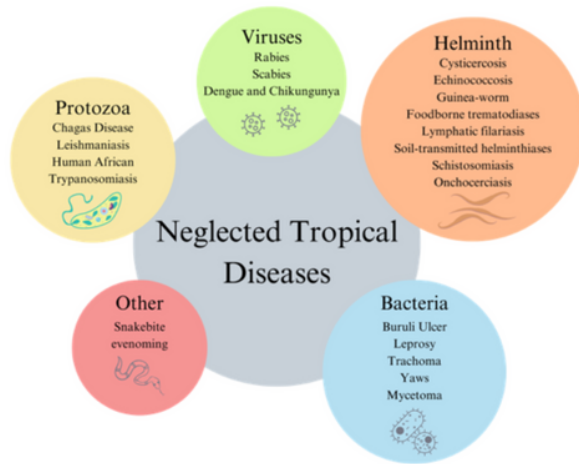 Viruses
Rabies
Scabies
Dengue and Chikungunya
Helminth
Cysticercosis
Echinococcosis
Guinea-worm
Foodborne trematodiases
Lymphatic filariasis
Soil-transmitted helminthiases
Schistosomiasis
Onchocerciasis
Protozoa
Chagas Disease
Leishmaniasis
Human African
Trypanosomiasis
Neglected Tropical
Diseases
Other
Snakebite
evenoming
Bacteria
Buruli Ulcer
Leprosy
Trachoma
Yaws
Mycetoma